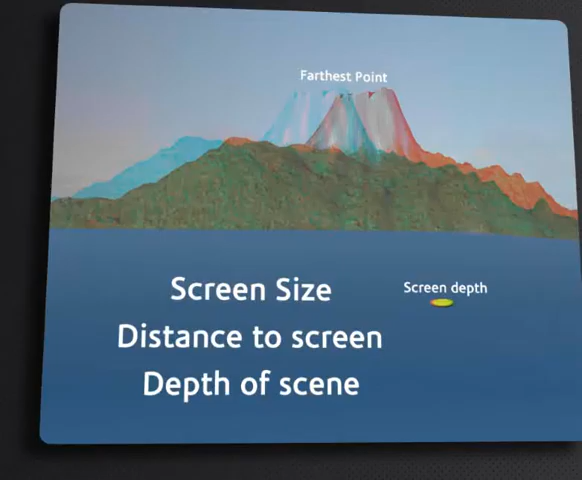 Farthest Point
Screen Size
Screen depth
Distance to screen
Depth of scene